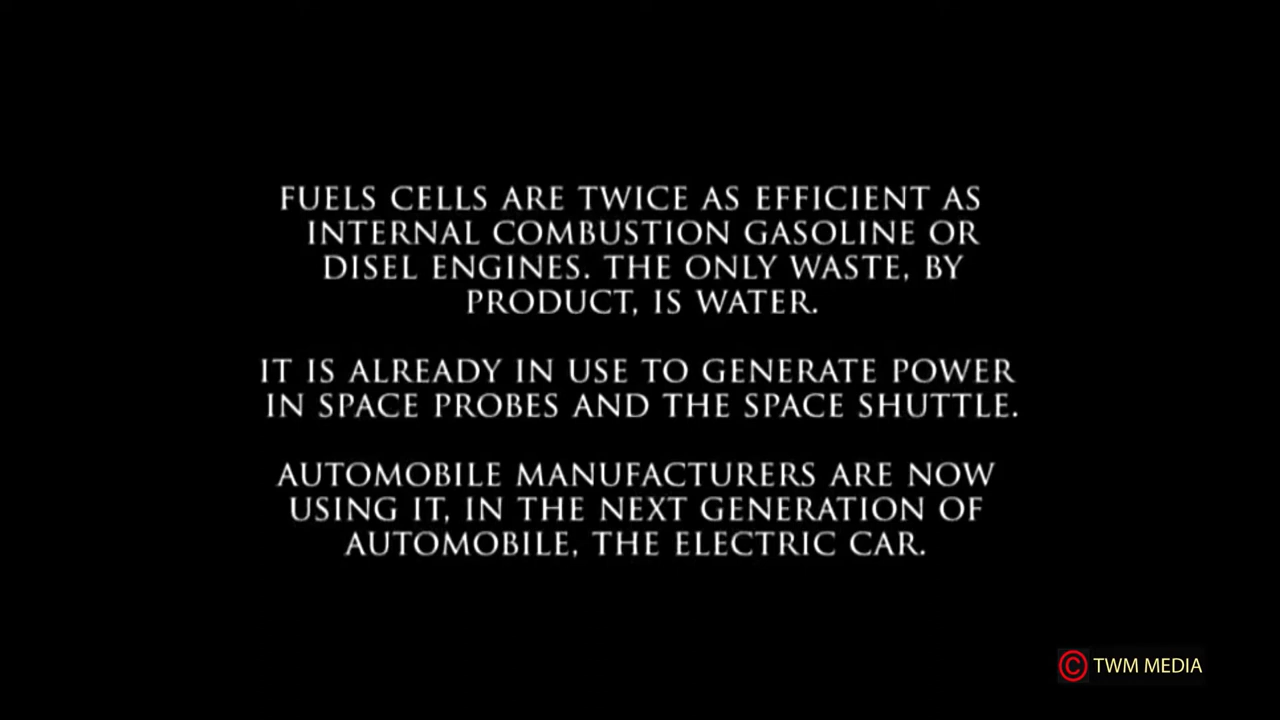 FUELS CELLS ARE TWICE AS EFFICIENT AS
INTERNAL COMBUSTION GASOLINE OR
DISEL ENGINES. THE ONLY WASTE, BY
PRODUCT, IS WATER.
IT IS ALREADY IN USE TO GENERATE POWER
IN SPACE PROBES AND THE SPACE SHUTTLE.
AUTOMOBILE MANUFACTURERS ARE NOW
USING IT, IN THE NEXT GENERATION OF
AUTOMOBILE, THE ELECTRIC CAR.
© TWM MEDIA